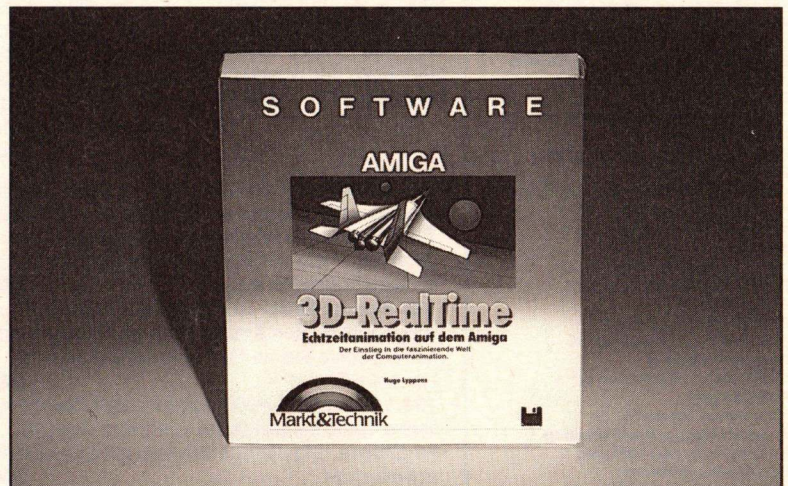 SOFTWARE
AMIGA
3D-RealTime
Echtzeitanimation auf dem Amiga
Der Einstieg in die faszinierende Welt
der Computeranimation.
Hugo Lyppens
Markt&Technik